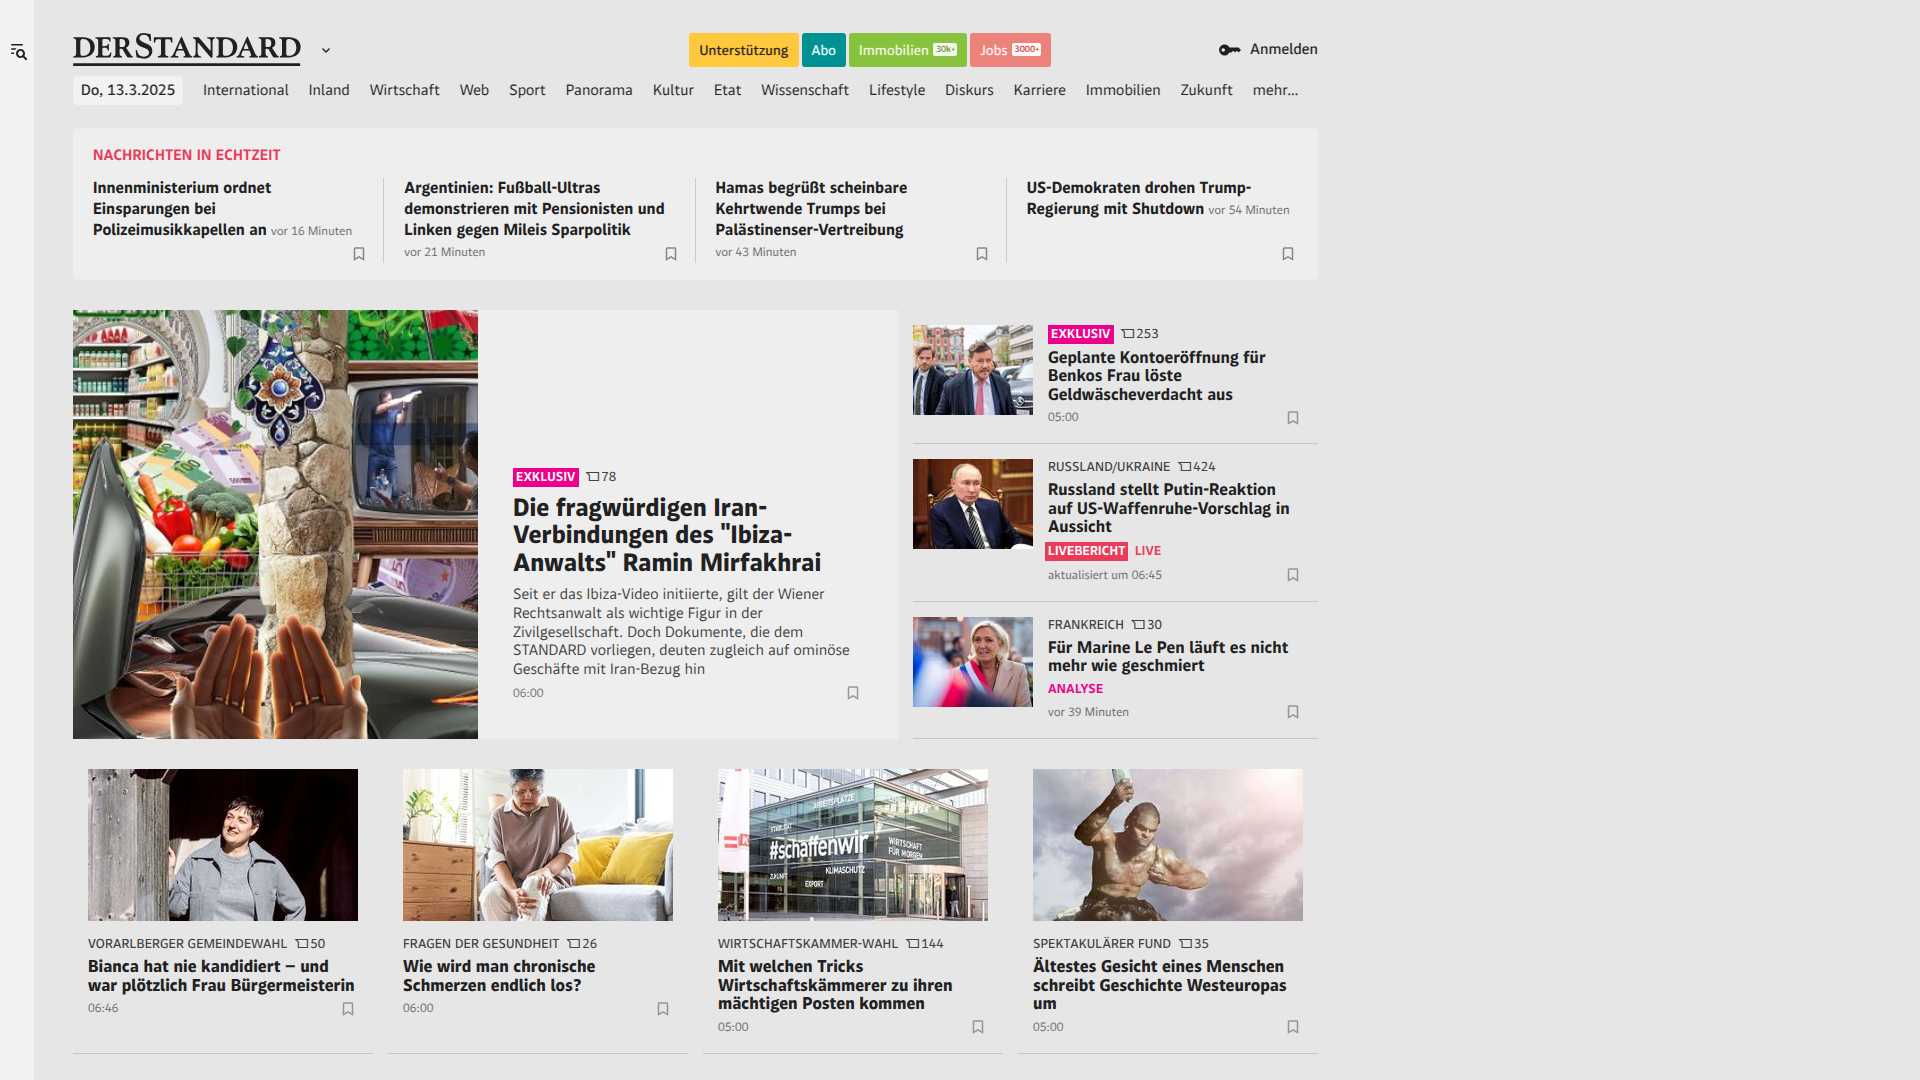 DERSTANDARD
Unterstützung
Abo
Immobilien 30k+
Jobs 3000+
Anmelden
Do, 13.3.2025
International
Inland
Wirtschaft
Web
Sport
Panorama
Kultur
Etat
Wissenschaft
Lifestyle
Diskurs
Karriere
Immobilien
Zukunft
mehr...
NACHRICHTEN IN ECHTZEIT
Innenministerium ordnet
Einsparungen bei
Polizeimusikkapellen an vor 16 Minuten
Argentinien: Fußball-Ultras
demonstrieren mit Pensionisten und
Linken gegen Mileis Sparpolitik
vor 21 Minuten
Hamas begrüßt scheinbare
Kehrtwende Trumps bei
Palästinenser-Vertreibung
vor 43 Minuten
US-Demokraten drohen Trump-
Regierung mit Shutdown vor 54 Minuten
EXKLUSIV 78
Die fragwürdigen Iran-
Verbindungen des "Ibiza-
Anwalts" Ramin Mirfakhrai
Seit er das Ibiza-Video initiierte, gilt der Wiener
Rechtsanwalt als wichtige Figur in der
Zivilgesellschaft. Doch Dokumente, die dem
STANDARD vorliegen, deuten zugleich auf ominöse
Geschäfte mit Iran-Bezug hin
06:00
EXKLUSIV 253
Geplante Kontoeröffnung für
Benkos Frau löste
Geldwäscheverdacht aus
05:00
RUSSLAND/UKRAINE 424
Russland stellt Putin-Reaktion
auf US-Waffenruhe-Vorschlag in
Aussicht
LIVEBERICHT LIVE
aktualisiert um 06:45
FRANKREICH 30
Für Marine Le Pen läuft es nicht
mehr wie geschmiert
ANALYSE
vor 39 Minuten
VORARLBERGER GEMEINDEWAHL 50
Bianca hat nie kandidiert – und
war plötzlich Frau Bürgermeisterin
06:46
FRAGEN DER GESUNDHEIT 26
Wie wird man chronische
Schmerzen endlich los?
06:00
ARBEITSPLÄTZE
#schaffenwir
WIRTSCHAFT
FÜR MORGEN
KLIMASCHUTZ
ZUKUNFT
EXPORT
WIRTSCHAFTSKAMMER-WAHL 144
Mit welchen Tricks
Wirtschaftskämmerer zu ihren
mächtigen Posten kommen
05:00
SPEKTAKULÄRER FUND 35
Ältestes Gesicht eines Menschen
schreibt Geschichte Westeuropas
um
05:00